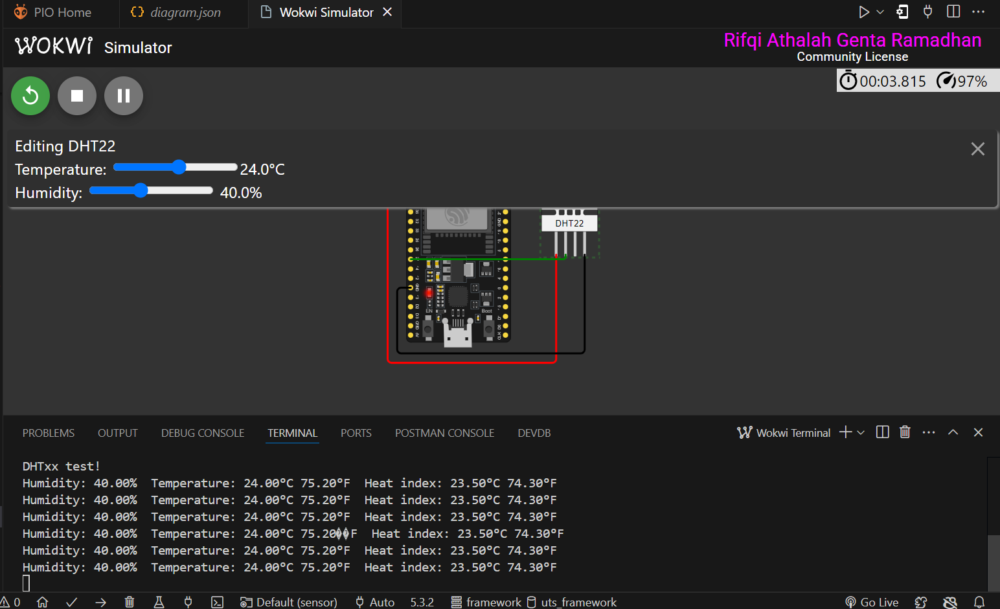 PIO Home
diagram.json
Wokwi Simulator
WOKWi Simulator
Rifqi Athalah Genta Ramadhan
Community License
00:03.815 97%
Editing DHT22
Temperature: 24.0°C
Humidity: 40.0%
DHT22
EN
Boot
PROBLEMS OUTPUT DEBUG CONSOLE TERMINAL PORTS POSTMAN CONSOLE DEVDB
Wokwi Terminal
DHTxx test!
Humidity: 40.00%  Temperature: 24.00°C 75.20°F  Heat index: 23.50°C 74.30°F
Humidity: 40.00%  Temperature: 24.00°C 75.20°F  Heat index: 23.50°C 74.30°F
Humidity: 40.00%  Temperature: 24.00°C 75.20°F  Heat index: 23.50°C 74.30°F
Humidity: 40.00%  Temperature: 24.00°C 75.20��F  Heat index: 23.50°C 74.30°F
Humidity: 40.00%  Temperature: 24.00°C 75.20°F  Heat index: 23.50°C 74.30°F
Humidity: 40.00%  Temperature: 24.00°C 75.20°F  Heat index: 23.50°C 74.30°F
0 Default (sensor) Auto 5.3.2 framework uts_framework Go Live